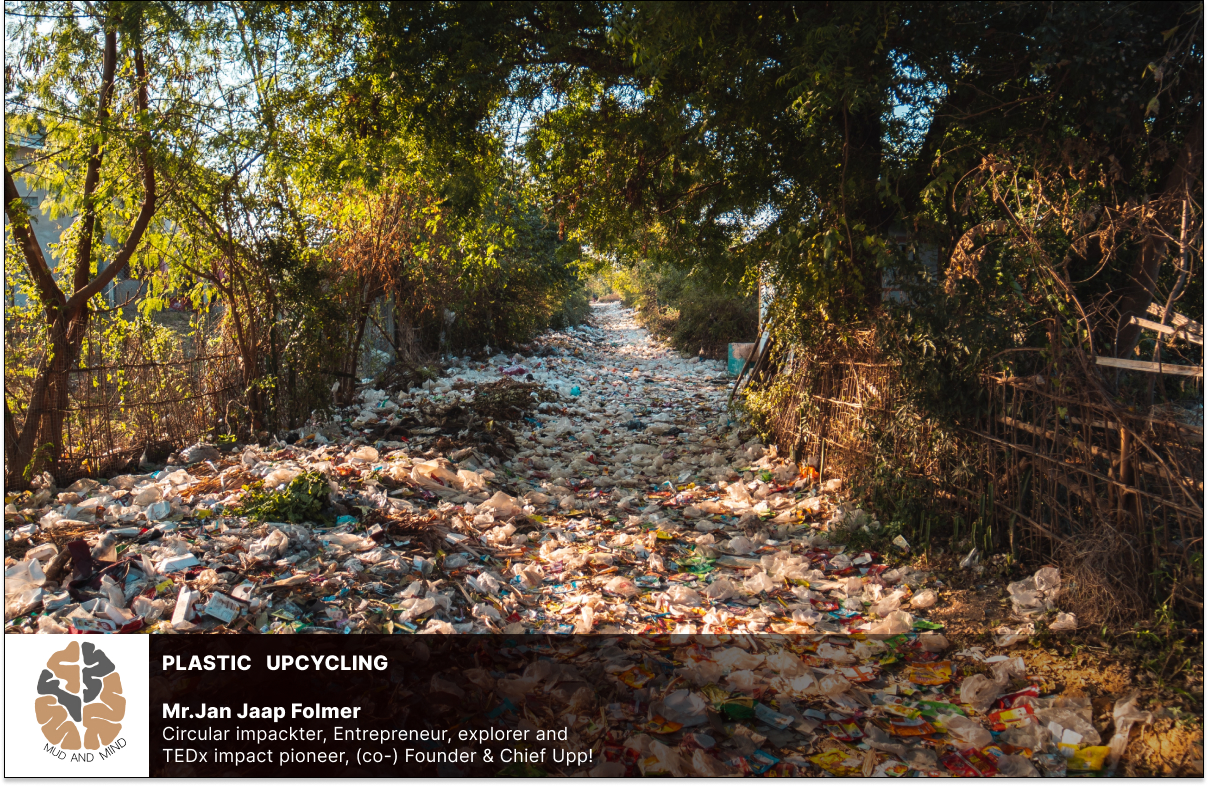 PLASTIC UPCYCLING
Mr.Jan Jaap Folmer
Circular impackter, Entrepreneur, explorer and
TEDx impact pioneer, (co-) Founder & Chief Upp!
MUD AND MIND